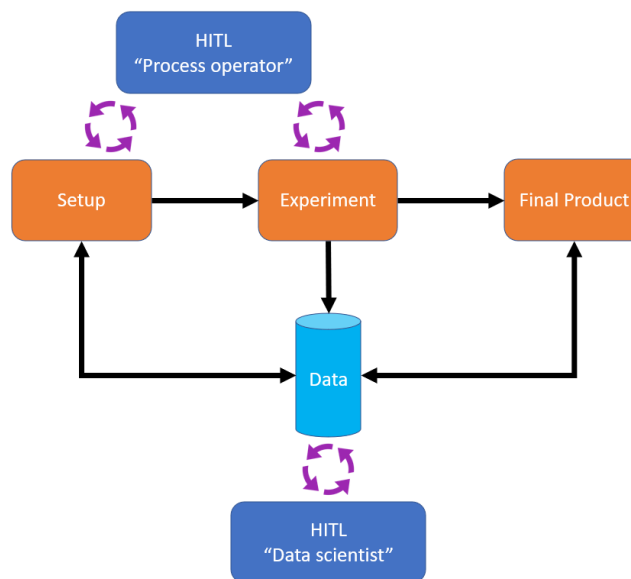 HITL
“Process operator”
Setup
Experiment
Final Product
Data
HITL
“Data scientist”